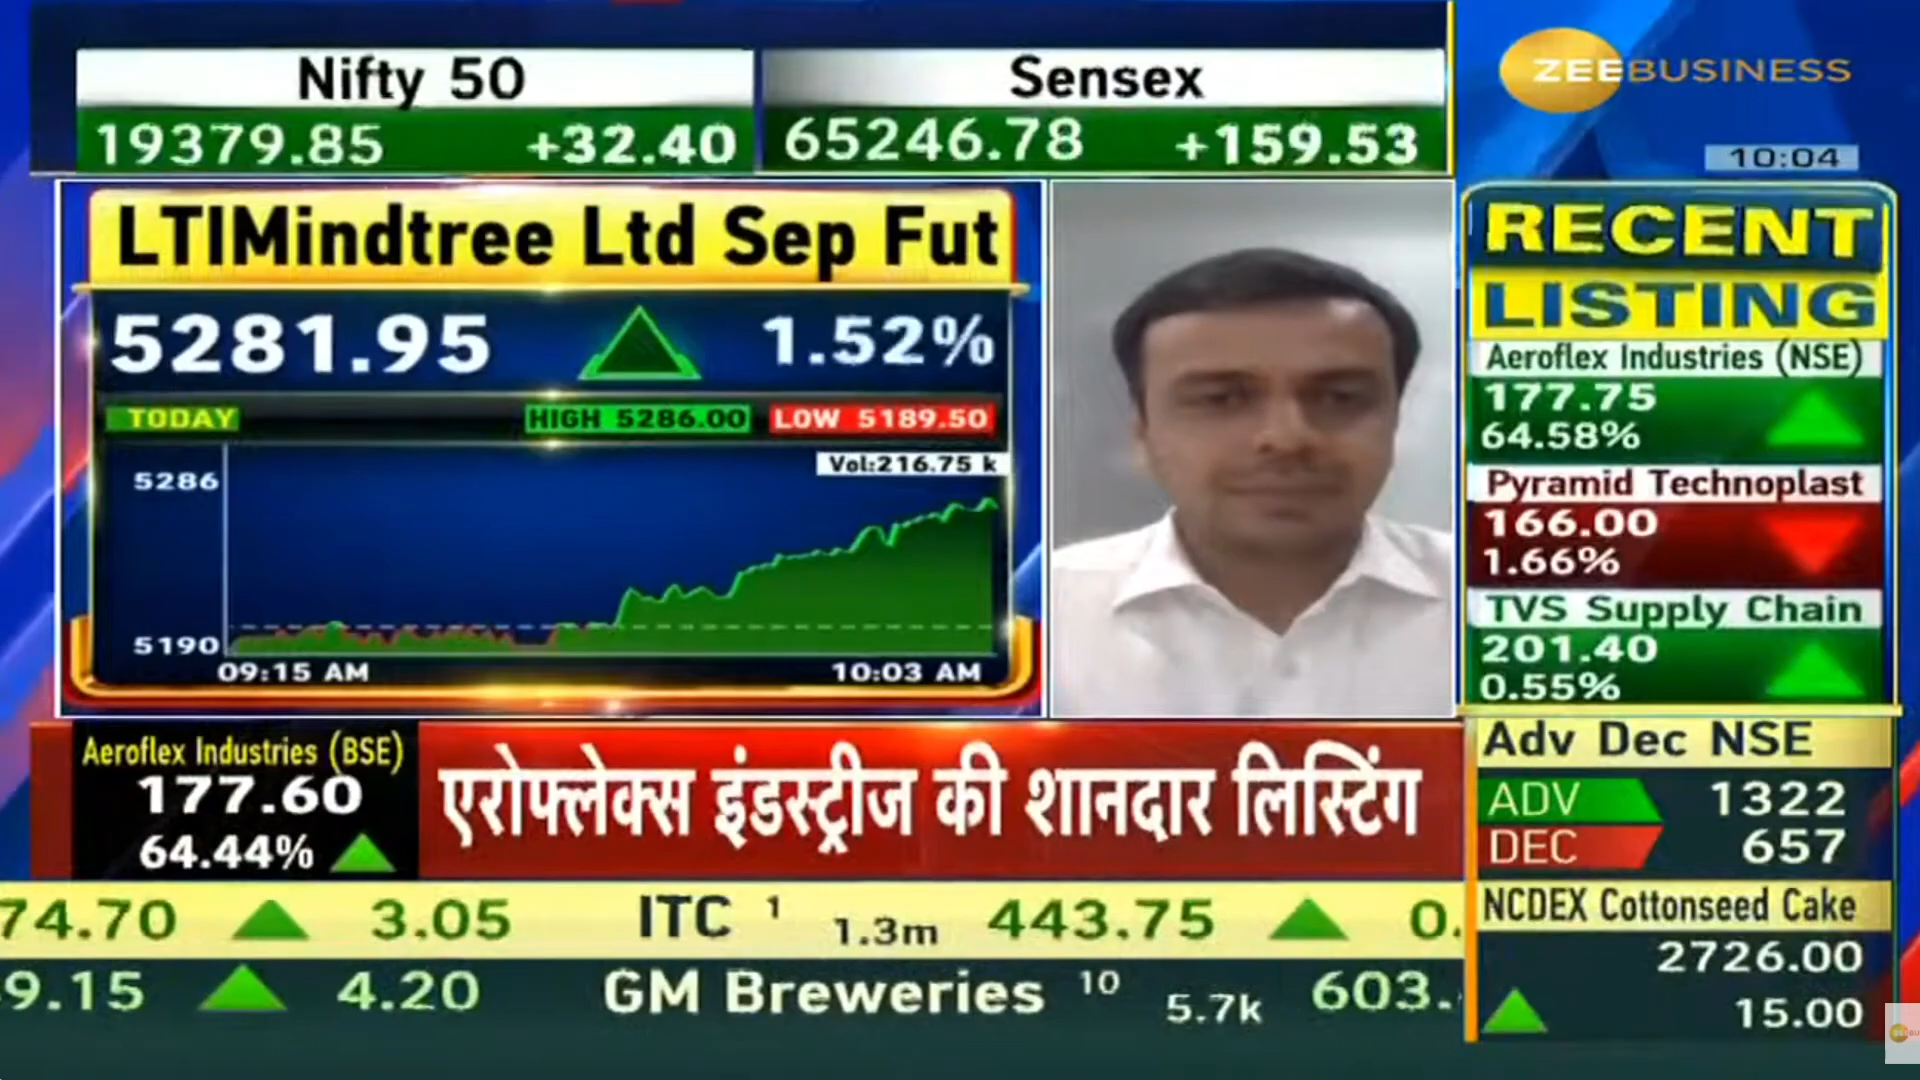 Nifty 50
19379.85 +32.40
Sensex
65246.78 +159.53
ZEEBUSINESS
10:04
LTIMindtree Ltd Sep Fut
5281.95 1.52%
TODAY HIGH 5286.00 LOW 5189.50
Vol:216.75 k
5286
5190
09:15 AM 10:03 AM
RECENT
LISTING
Aeroflex Industries (NSE)
177.75
64.58%
Pyramid Technoplast
166.00
1.66%
TVS Supply Chain
201.40
0.55%
Aeroflex Industries (BSE)
177.60
64.44%
एरोफ्लेक्स इंडस्ट्रीज की शानदार लिस्टिंग
Adv Dec NSE
ADV 1322
DEC 657
NCDEX Cottonseed Cake
2726.00
15.00
74.70 3.05 ITC 1 1.3m 443.75 0.
9.15 4.20 GM Breweries 10 5.7k 603.